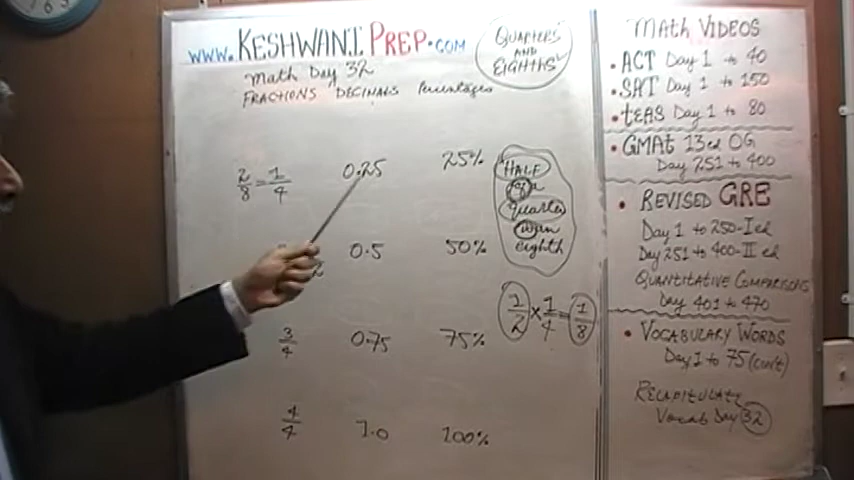 www.KESHWANI PREP.COM
Math Day 32
FRACTIONS DECIMALS Percentages
QUARTERS
AND
EIGHTHS
2/8 = 1/4 0.25 25%
0.5 50%
3/4 0.75 75%
4/4 1.0 100%
HALF
of a
quarter
is an
eighth
1/2 × 1/4 = 1/8
Math VIDEOS
• ACT Day 1 to 40
• SAT Day 1 to 150
• tEAS Day 1 to 80
• GMAt 13ed OG
Day 251 to 400
• REVISED GRE
Day 1 to 250-I ed
Day 251 to 400-II ed
QUANTITATIVE COMPARISONS
Day 401 to 470
• VOCABULARY WORDS
Day 1 to 75 (con't)
RECAPITULATE
Vocab Day 32